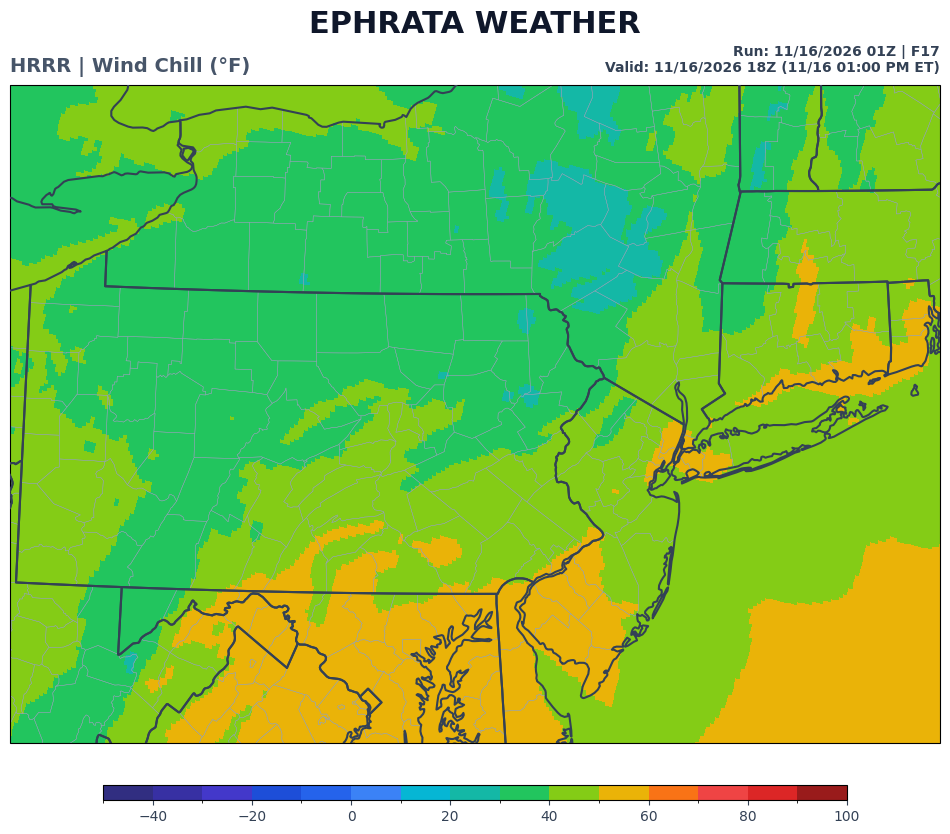 EPHRATA WEATHER
HRRR | Wind Chill (°F)
Run: 11/16/2026 01Z | F17
Valid: 11/16/2026 18Z (11/16 01:00 PM ET)
−40 −20 0 20 40 60 80 100